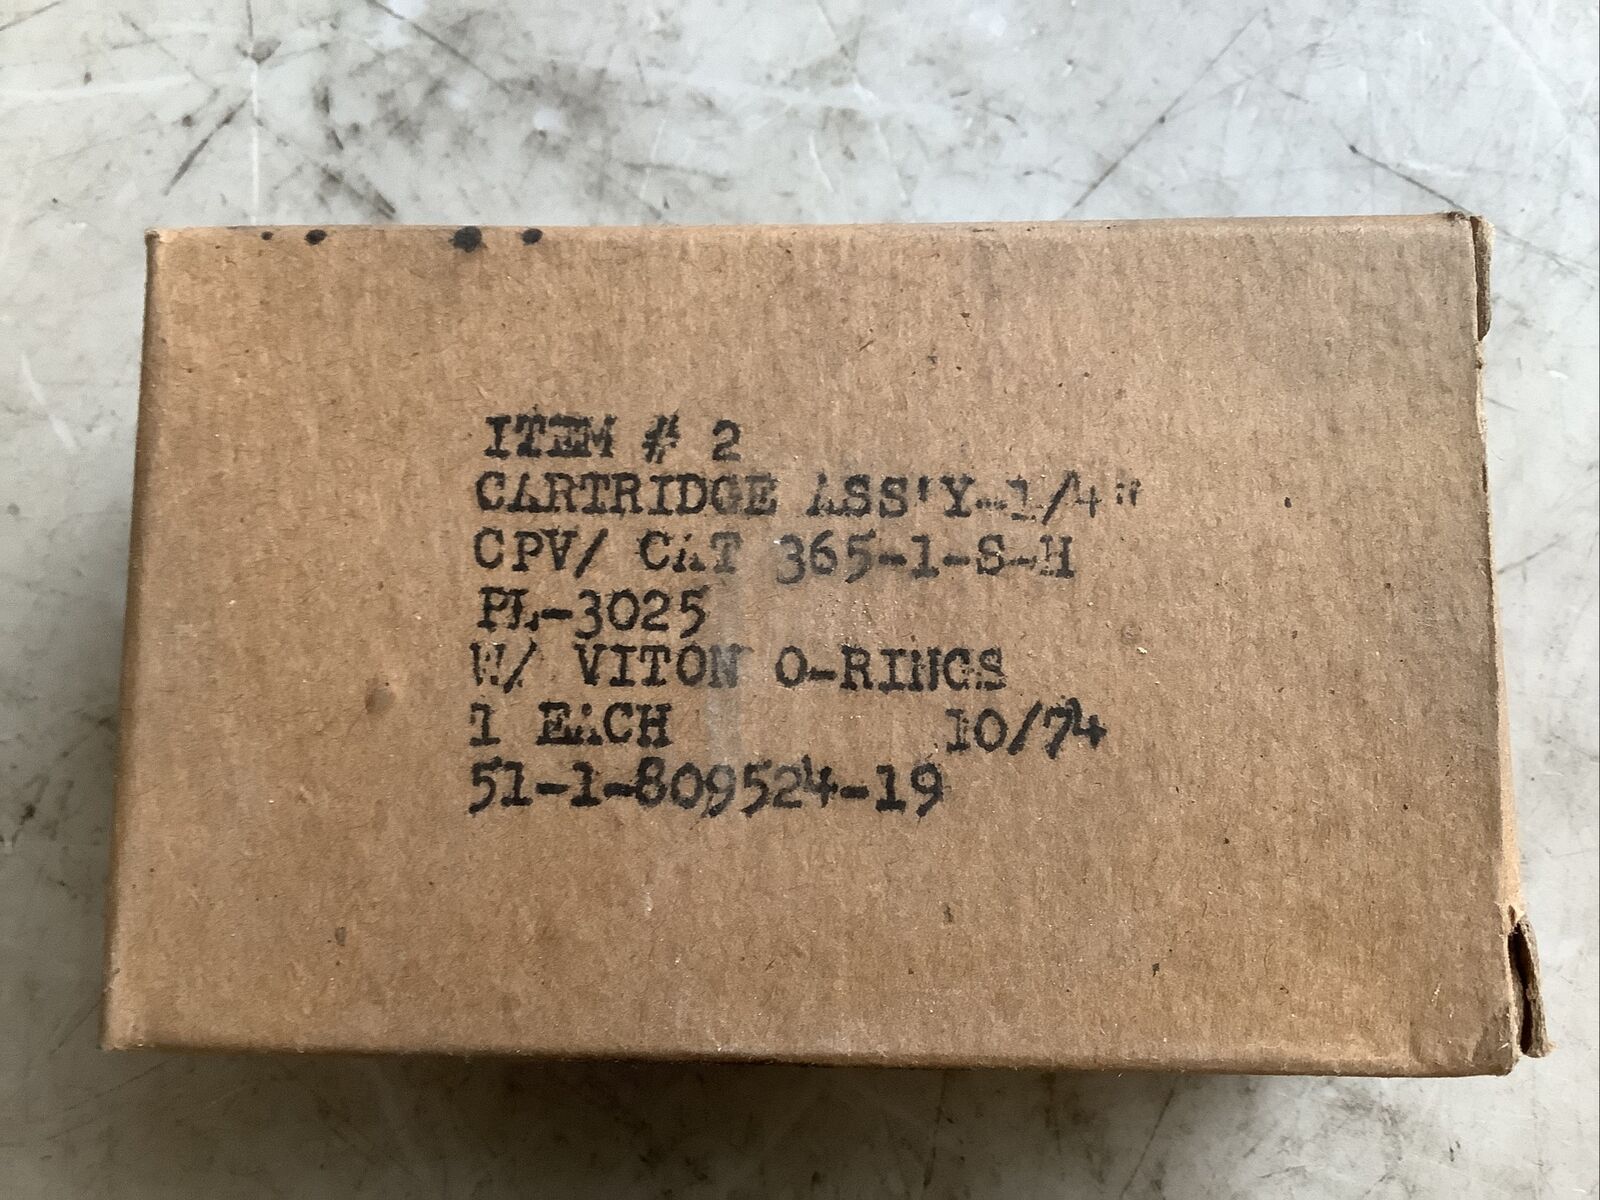 ITEM # 2
CARTRIDGE ASS'Y-1/4"
CPV/ CAT 365-1-S-H
PL-3025
W/ VITON O-RINGS
1 EACH 10/74
51-1-809524-19